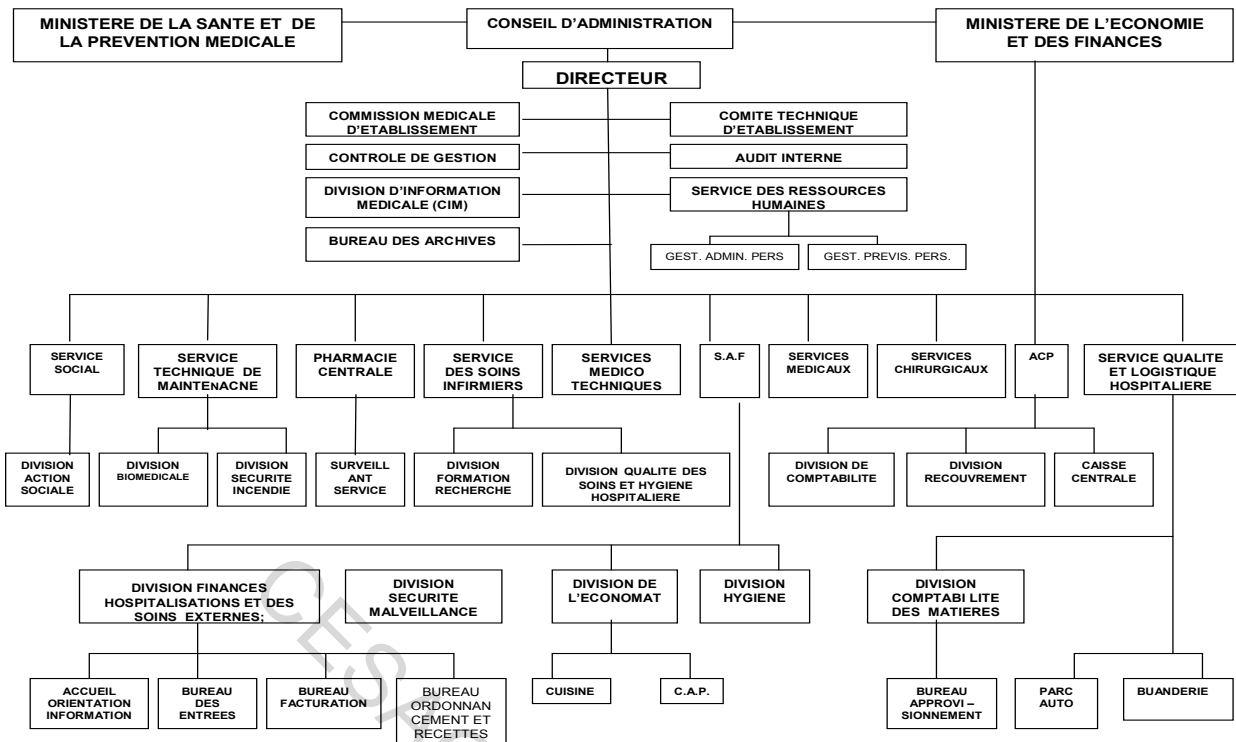 MINISTERE DE LA SANTE ET DE
LA PREVENTION MEDICALE
CONSEIL D'ADMINISTRATION
MINISTERE DE L'ECONOMIE
ET DES FINANCES
DIRECTEUR
COMMISSION MEDICALE
D'ETABLISSEMENT
COMITE TECHNIQUE
D'ETABLISSEMENT
CONTROLE DE GESTION
AUDIT INTERNE
DIVISION D'INFORMATION
MEDICALE (CIM)
SERVICE DES RESSOURCES
HUMAINES
BUREAU DES ARCHIVES
GEST. ADMIN. PERS
GEST. PREVIS. PERS.
SERVICE
SOCIAL
SERVICE
TECHNIQUE DE
MAINTENACNE
PHARMACIE
CENTRALE
SERVICE
DES SOINS
INFIRMIERS
SERVICES
MEDICO
TECHNIQUES
S.A.F
SERVICES
MEDICAUX
SERVICES
CHIRURGICAUX
ACP
SERVICE QUALITE
ET LOGISTIQUE
HOSPITALIERE
DIVISION
ACTION
SOCIALE
DIVISION
BIOMEDICALE
DIVISION
SECURITE
INCENDIE
SURVEILL
ANT
SERVICE
DIVISION
FORMATION
RECHERCHE
DIVISION QUALITE DES
SOINS ET HYGIENE
HOSPITALIERE
DIVISION DE
COMPTABILITE
DIVISION
RECOUVREMENT
CAISSE
CENTRALE
DIVISION FINANCES
HOSPITALISATIONS ET DES
SOINS EXTERNES;
DIVISION
SECURITE
MALVEILLANCE
DIVISION DE
L'ECONOMAT
DIVISION
HYGIENE
DIVISION
COMPTABI LITE
DES MATIERES
ACCUEIL
ORIENTATION
INFORMATION
BUREAU
DES
ENTREES
BUREAU
FACTURATION
BUREAU
ORDONNAN
CEMENT ET
RECETTES
CUISINE
C.A.P.
BUREAU
APPROVI –
SIONNEMENT
PARC
AUTO
BUANDERIE